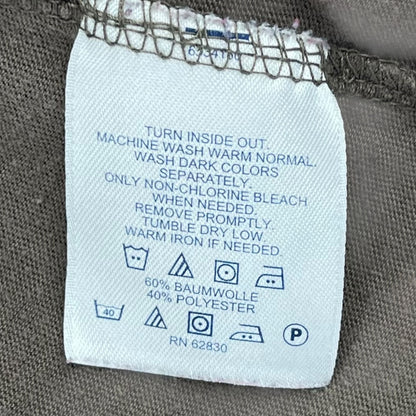 TURN INSIDE OUT.
MACHINE WASH WARM NORMAL.
WASH DARK COLORS
SEPARATELY.
ONLY NON-CHLORINE BLEACH
WHEN NEEDED.
REMOVE PROMPTLY.
TUMBLE DRY LOW.
WARM IRON IF NEEDED.
60% BAUMWOLLE
40% POLYESTER
40 P
RN 62830